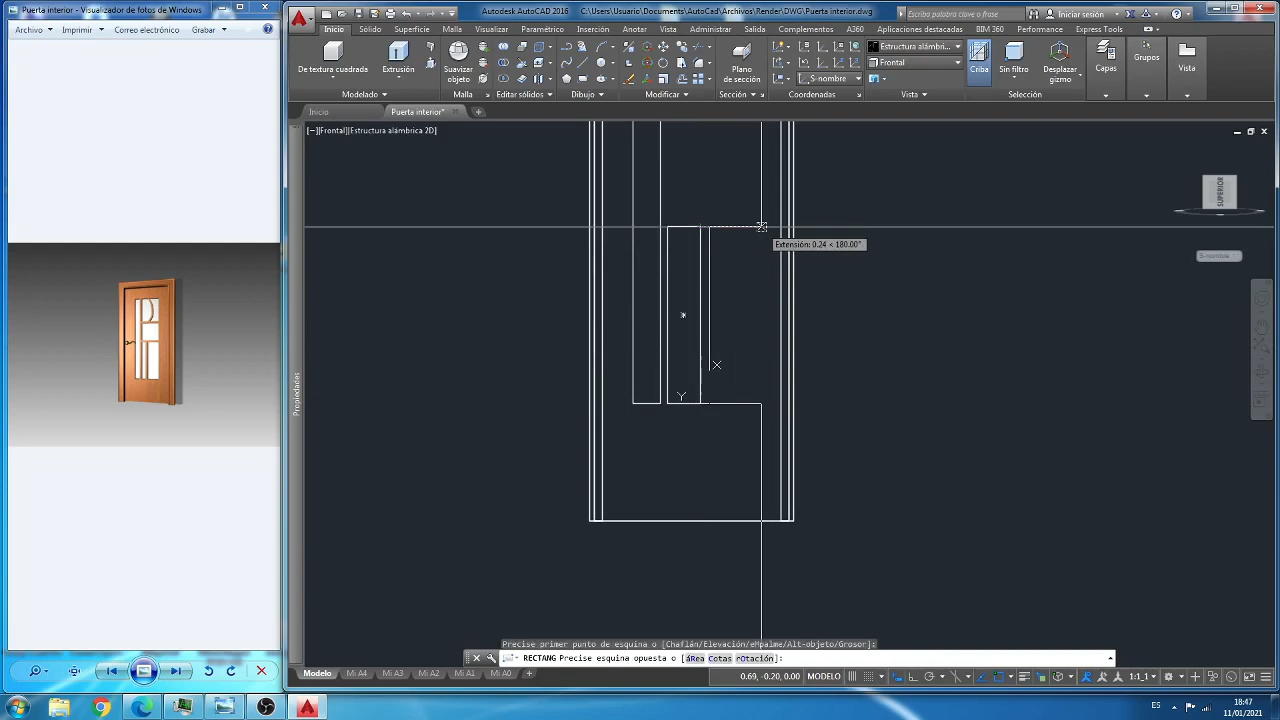 Puerta interior - Visualizador de fotos de Windows
Archivo
Imprimir
Correo electrónico
Grabar
Autodesk AutoCAD 2016
C:\Users\Usuario\Documents\AutoCad\Archivos\Render\DWG\Puerta interior.dwg
Escriba palabra clave o frase
Iniciar sesión
Inicio
Sólido
Superficie
Malla
Visualizar
Paramétrico
Inserción
Anotar
Vista
Administrar
Salida
Complementos
A360
Aplicaciones destacadas
BIM 360
Performance
Express Tools
De textura cuadrada
Extrusión
Suavizar objeto
Plano de sección
S-nombre
Estructura alámbri...
Frontal
Criba
Sin filtro
Desplazar gizmo
Capas
Grupos
Vista
Modelado
Malla
Editar sólidos
Dibujo
Modificar
Sección
Coordenadas
Vista
Selección
Inicio
Puerta interior*
[−]|Frontal|Estructura alámbrica 2D]
SUPERIOR
S-nombre
Extensión: 0.24 < 180.00°
X
Y
Propiedades
Precise primer punto de esquina o [Chaflán/Elevación/eMpalme/Alt-objeto/Grosor]:
RECTANG Precise esquina opuesta o [áRea Cotas rOtación]:
Modelo
Mi A4
Mi A3
Mi A2
Mi A1
Mi A0
0.69, -0.20, 0.00
MODELO
1:1_1
ES
18:47
11/01/2021